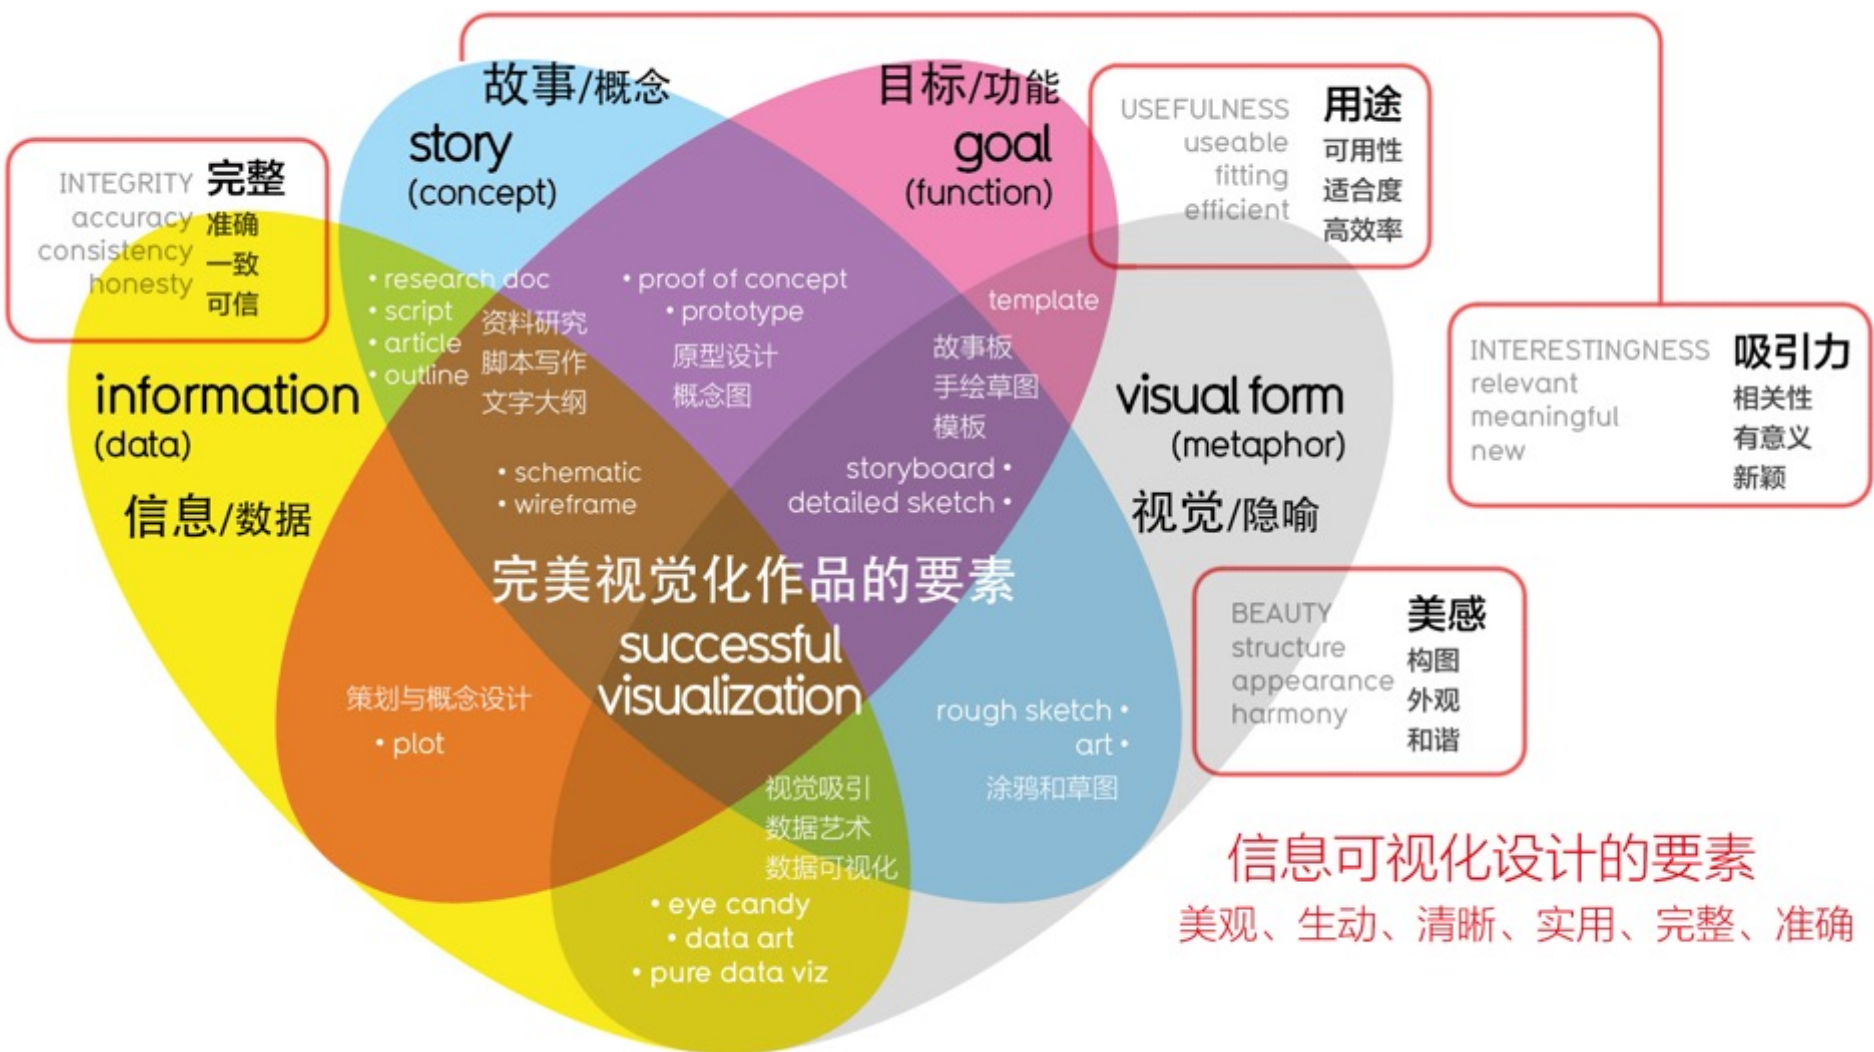 故事/概念
story
(concept)
目标/功能
goal
(function)
USEFULNESS
useable
fitting
efficient
用途
可用性
适合度
高效率
INTEGRITY
accuracy
consistency
honesty
完整
准确
一致
可信
information
(data)
信息/数据
• research doc
• script
• article
• outline
资料研究
脚本写作
文字大纲
• proof of concept
• prototype
原型设计
概念图
template
故事板
手绘草图
模板
storyboard •
detailed sketch •
visual form
(metaphor)
视觉/隐喻
INTERESTINGNESS
relevant
meaningful
new
吸引力
相关性
有意义
新颖
• schematic
• wireframe
完美视觉化作品的要素
successful
visualization
BEAUTY
structure
appearance
harmony
美感
构图
外观
和谐
策划与概念设计
• plot
rough sketch •
art •
涂鸦和草图
视觉吸引
数据艺术
数据可视化
• eye candy
• data art
• pure data viz
信息可视化设计的要素
美观、生动、清晰、实用、完整、准确